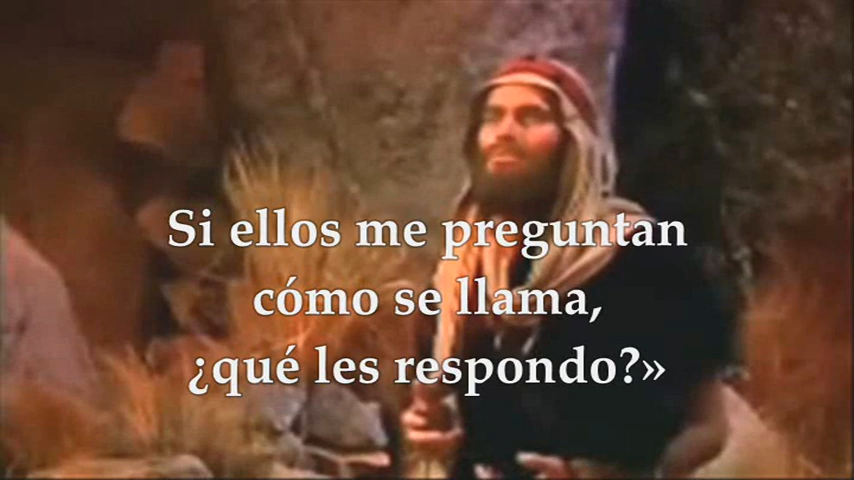 Si ellos me preguntan
cómo se llama,
¿qué les respondo?»